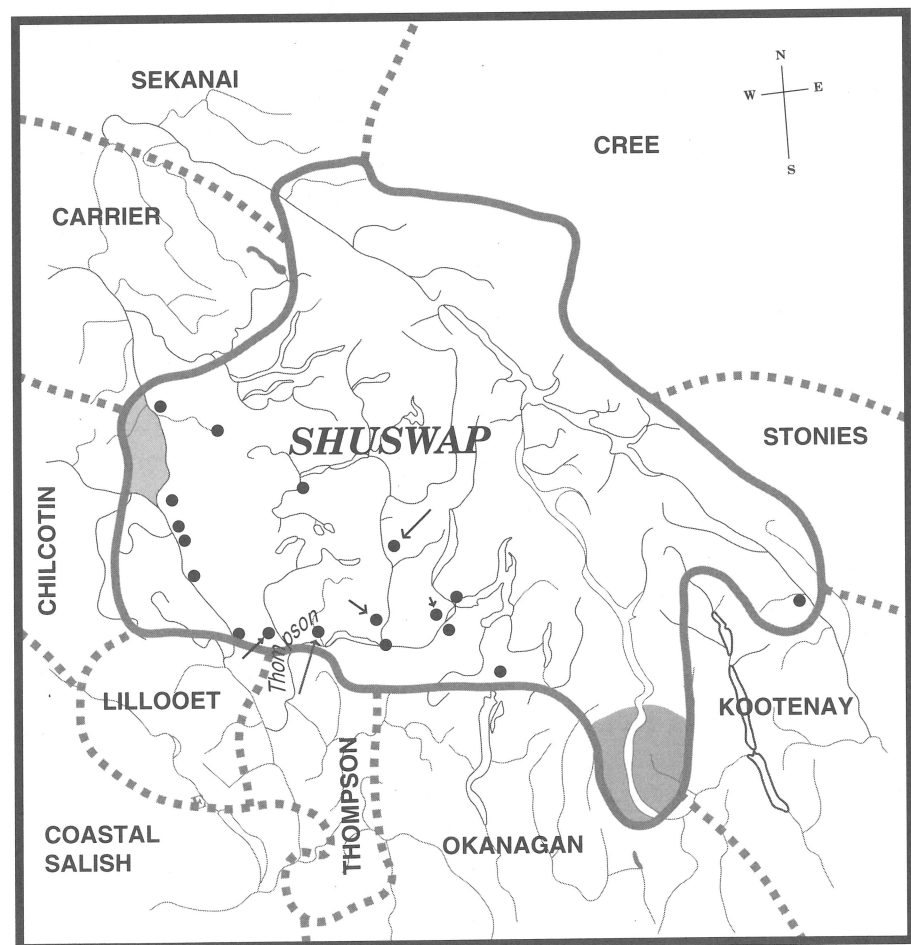 SEKANAI
N
W
E
S
CREE
CARRIER
SHUSWAP
STONIES
CHILCOTIN
Thompson
LILLOOET
KOOTENAY
THOMPSON
COASTAL
SALISH
OKANAGAN